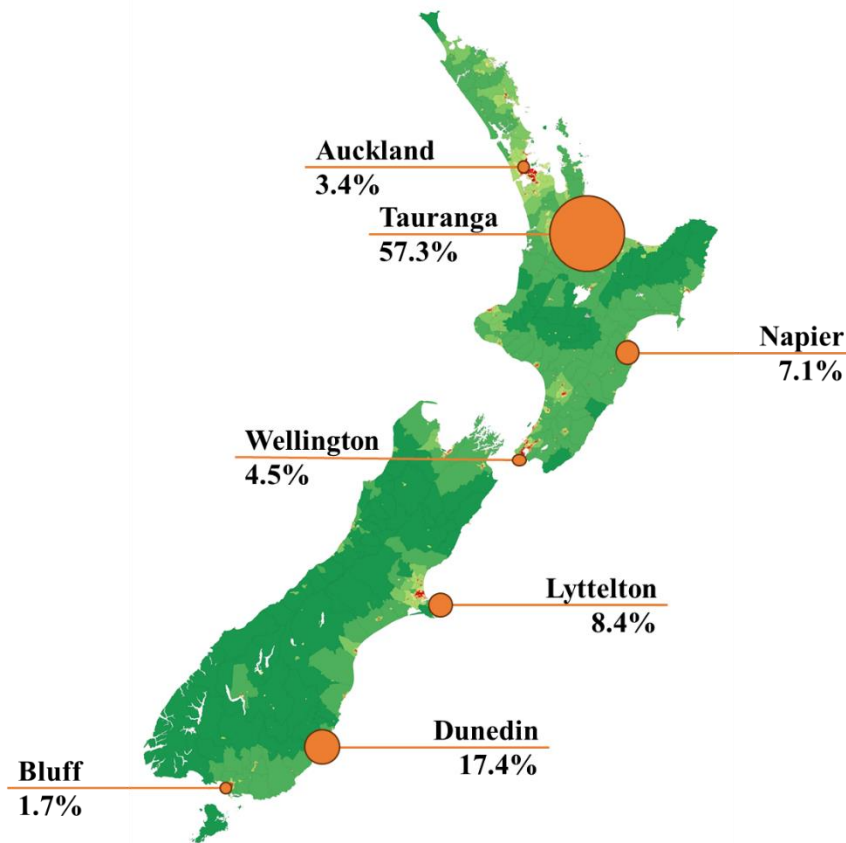 Auckland
3.4%
Tauranga
57.3%
Napier
7.1%
Wellington
4.5%
Lyttelton
8.4%
Dunedin
17.4%
Bluff
1.7%